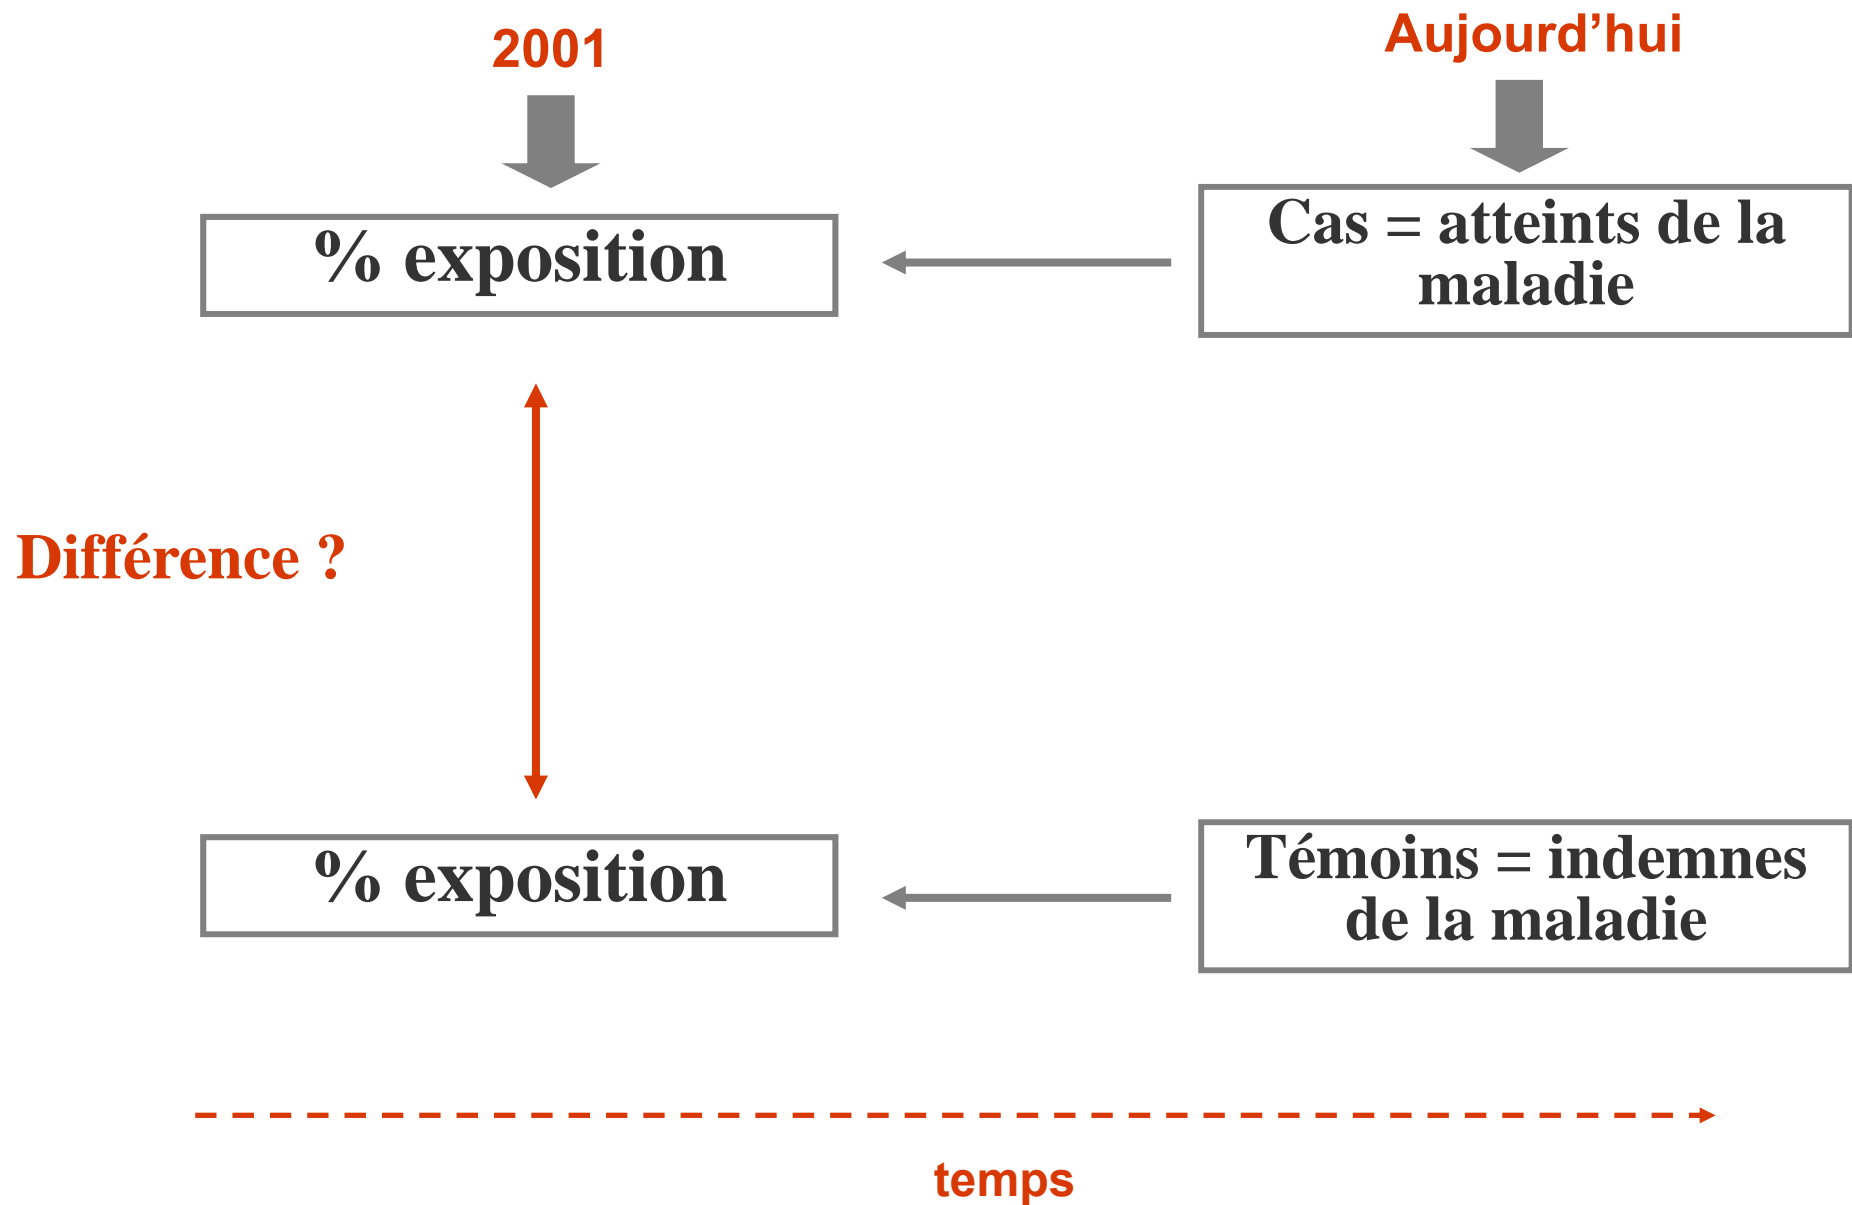 2001
Aujourd’hui
% exposition
Cas = atteints de la
maladie
Différence ?
% exposition
Témoins = indemnes
de la maladie
temps